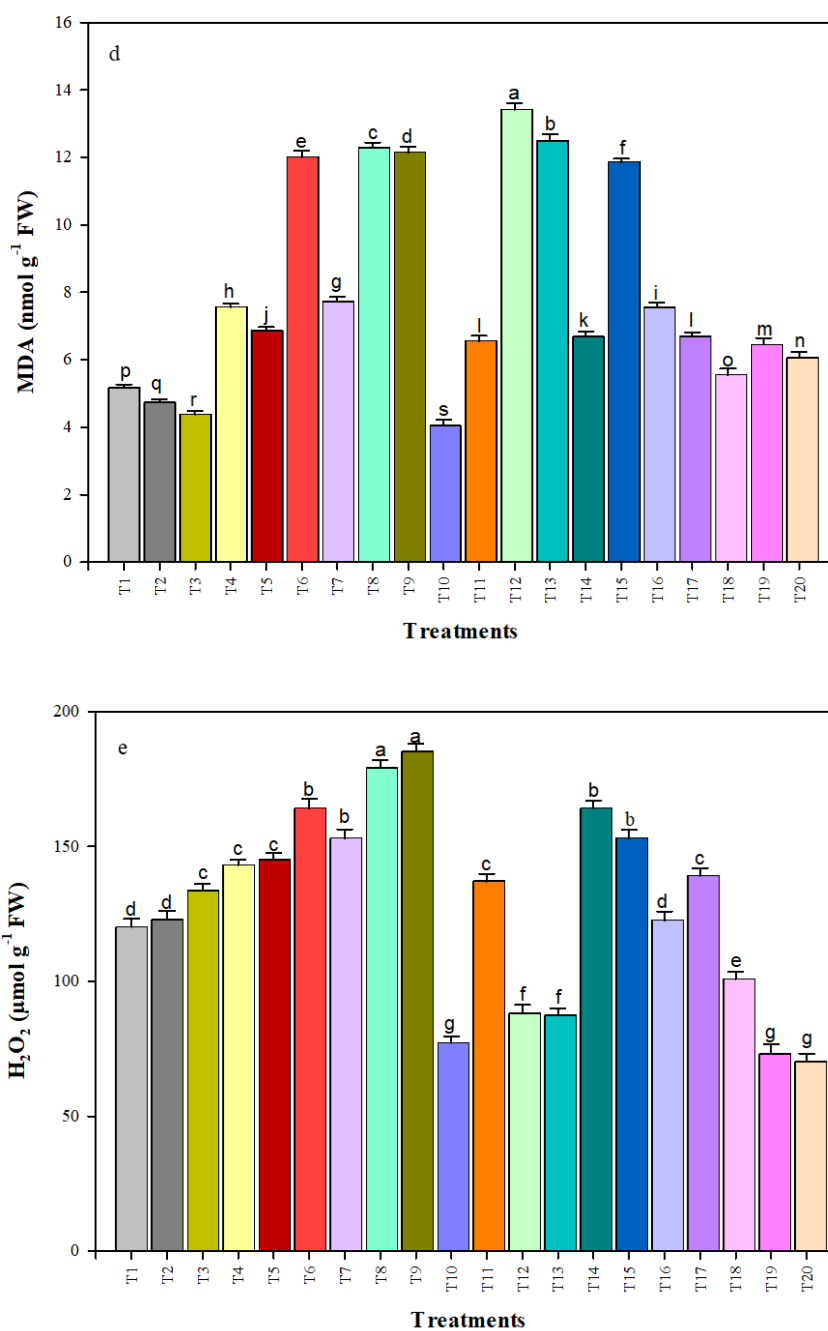 d
16
14
12
10
8
6
4
2
0
MDA (nmol g⁻¹ FW)
p q r h j e g c d s l a b k f i l o m n
T1 T2 T3 T4 T5 T6 T7 T8 T9 T10 T11 T12 T13 T14 T15 T16 T17 T18 T19 T20
Treatments
e
200
150
100
50
0
H₂O₂ (µmol g⁻¹ FW)
d d c c c b b a a g c f f b b d c e g g
T1 T2 T3 T4 T5 T6 T7 T8 T9 T10 T11 T12 T13 T14 T15 T16 T17 T18 T19 T20
Treatments